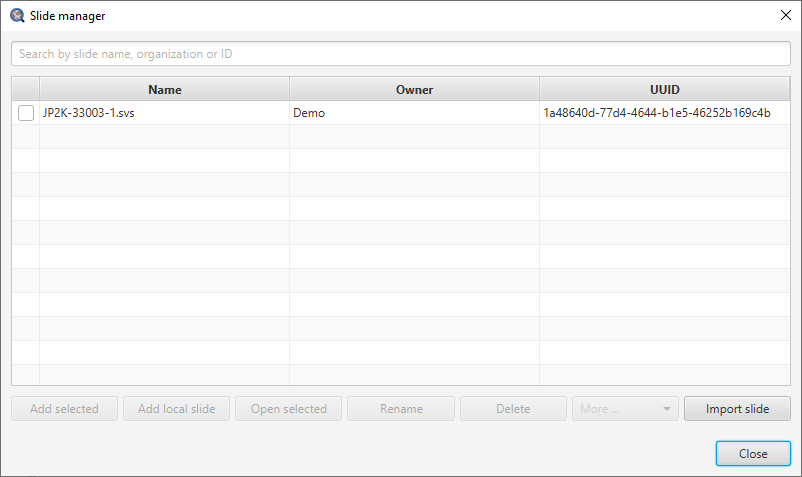 Slide manager
Search by slide name, organization or ID
Name Owner UUID
JP2K-33003-1.svs Demo 1a48640d-77d4-4644-b1e5-46252b169c4b
Add selected Add local slide Open selected Rename Delete More ... Import slide
Close